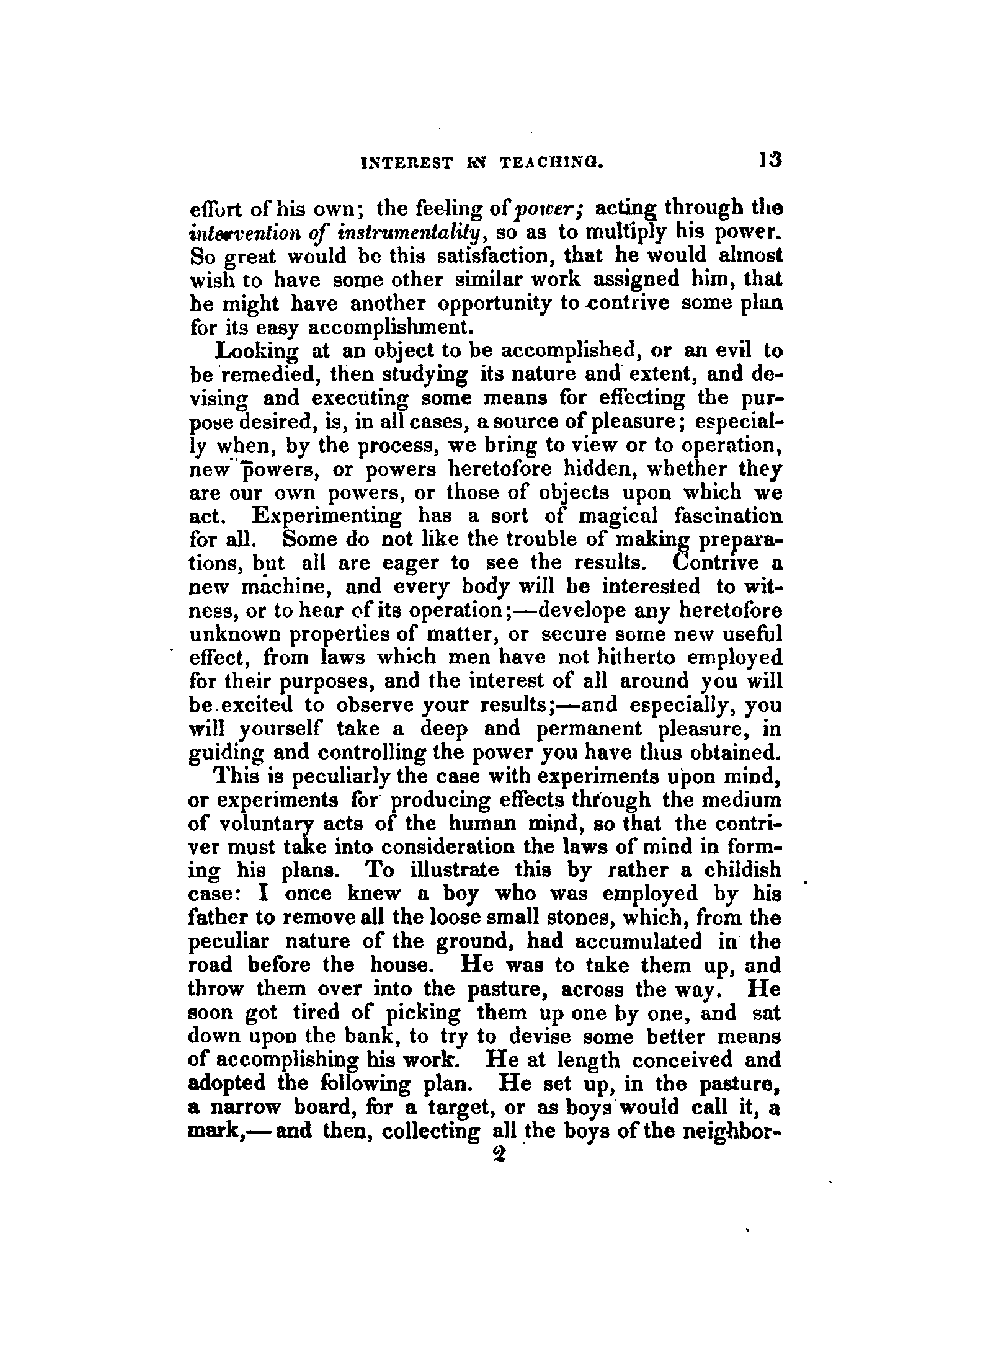 INTEREST IN TEACHING. 13
effort of his own; the feeling of power; acting through the
intervention of instrumentality, so as to multiply his power.
So great would be this satisfaction, that he would almost
wish to have some other similar work assigned him, that
he might have another opportunity to contrive some plan
for its easy accomplishment.
Looking at an object to be accomplished, or an evil to
be remedied, then studying its nature and extent, and de-
vising and executing some means for effecting the pur-
pose desired, is, in all cases, a source of pleasure; especial-
ly when, by the process, we bring to view or to operation,
new powers, or powers heretofore hidden, whether they
are our own powers, or those of objects upon which we
act. Experimenting has a sort of magical fascination
for all. Some do not like the trouble of making prepara-
tions, but all are eager to see the results. Contrive a
new machine, and every body will be interested to wit-
ness, or to hear of its operation;—develope any heretofore
unknown properties of matter, or secure some new useful
effect, from laws which men have not hitherto employed
for their purposes, and the interest of all around you will
be excited to observe your results;—and especially, you
will yourself take a deep and permanent pleasure, in
guiding and controlling the power you have thus obtained.
This is peculiarly the case with experiments upon mind,
or experiments for producing effects through the medium
of voluntary acts of the human mind, so that the contri-
ver must take into consideration the laws of mind in form-
ing his plans. To illustrate this by rather a childish
case: I once knew a boy who was employed by his
father to remove all the loose small stones, which, from the
peculiar nature of the ground, had accumulated in the
road before the house. He was to take them up, and
throw them over into the pasture, across the way. He
soon got tired of picking them up one by one, and sat
down upon the bank, to try to devise some better means
of accomplishing his work. He at length conceived and
adopted the following plan. He set up, in the pasture,
a narrow board, for a target, or as boys would call it, a
mark,—and then, collecting all the boys of the neighbor-
2